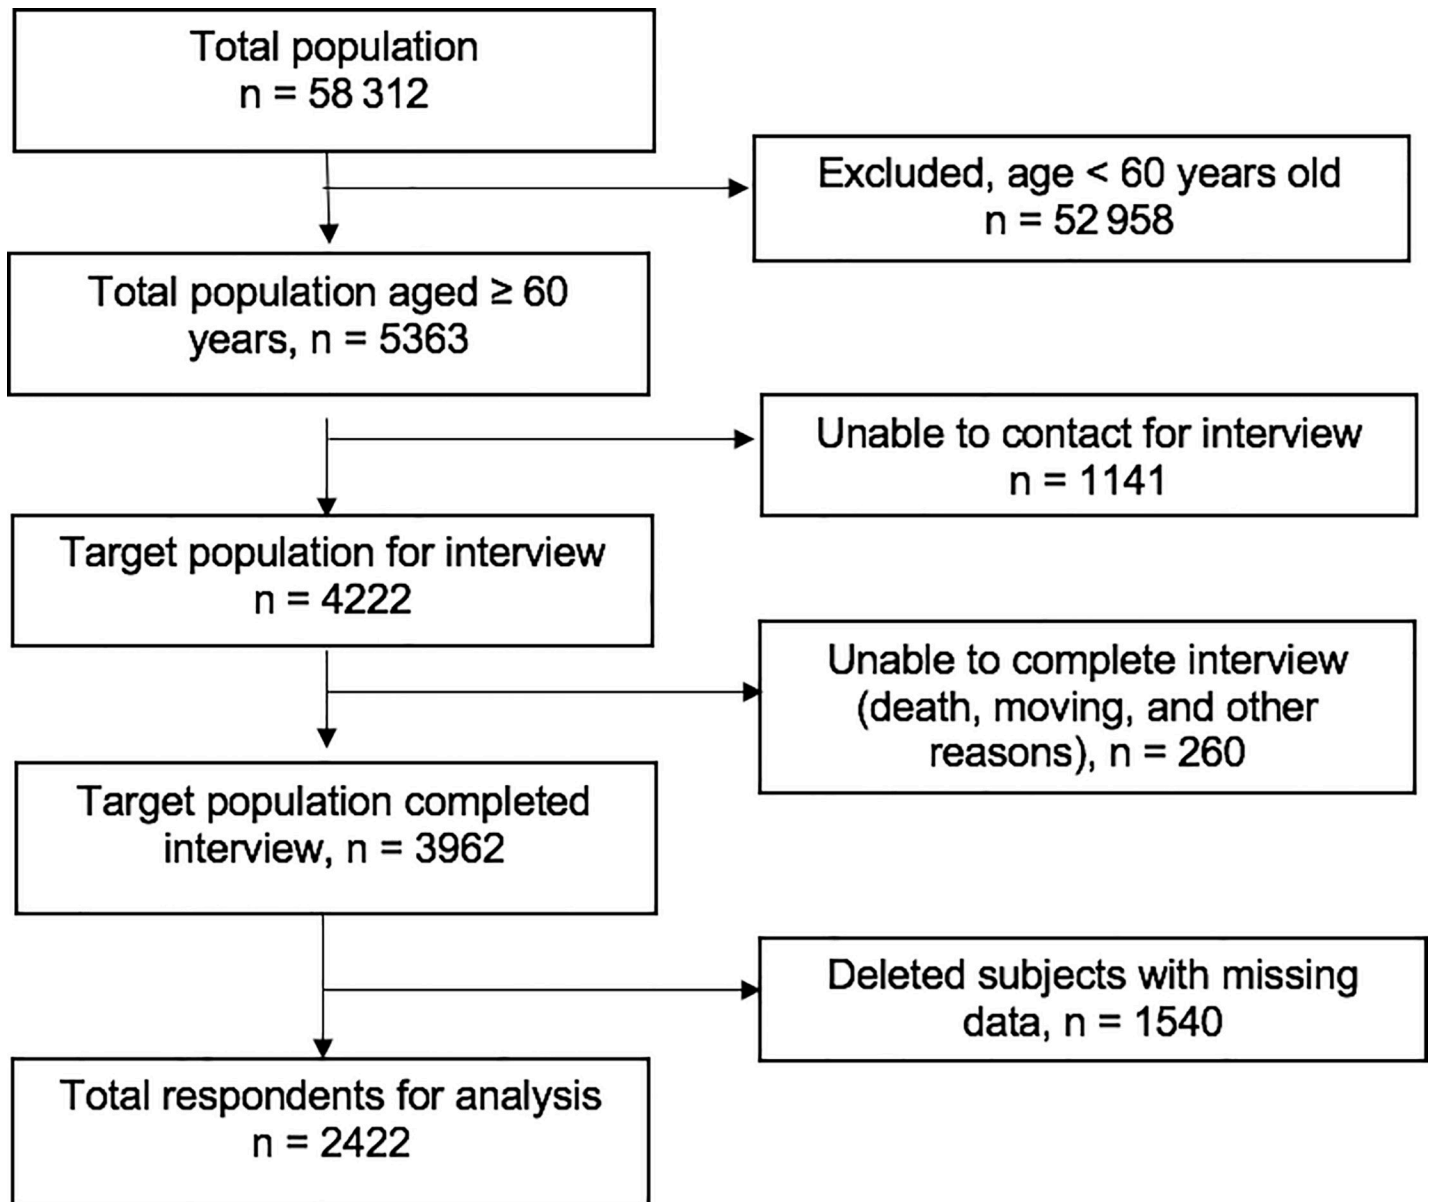 Total population
n = 58 312
Excluded, age < 60 years old
n = 52 958
Total population aged ≥ 60
years, n = 5363
Unable to contact for interview
n = 1141
Target population for interview
n = 4222
Unable to complete interview
(death, moving, and other
reasons), n = 260
Target population completed
interview, n = 3962
Deleted subjects with missing
data, n = 1540
Total respondents for analysis
n = 2422